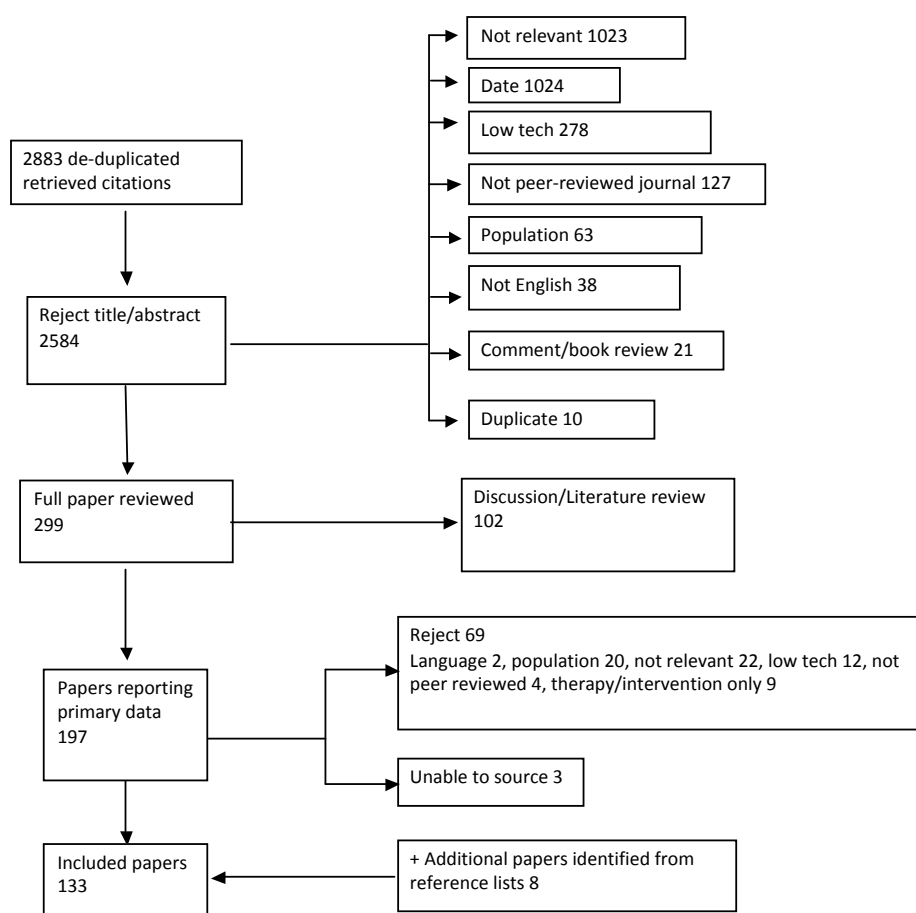 2883 de-duplicated
retrieved citations
Not relevant 1023
Date 1024
Low tech 278
Not peer-reviewed journal 127
Population 63
Not English 38
Comment/book review 21
Duplicate 10
Reject title/abstract
2584
Full paper reviewed
299
Discussion/Literature review
102
Papers reporting
primary data
197
Reject 69
Language 2, population 20, not relevant 22, low tech 12, not
peer reviewed 4, therapy/intervention only 9
Unable to source 3
Included papers
133
+ Additional papers identified from
reference lists 8